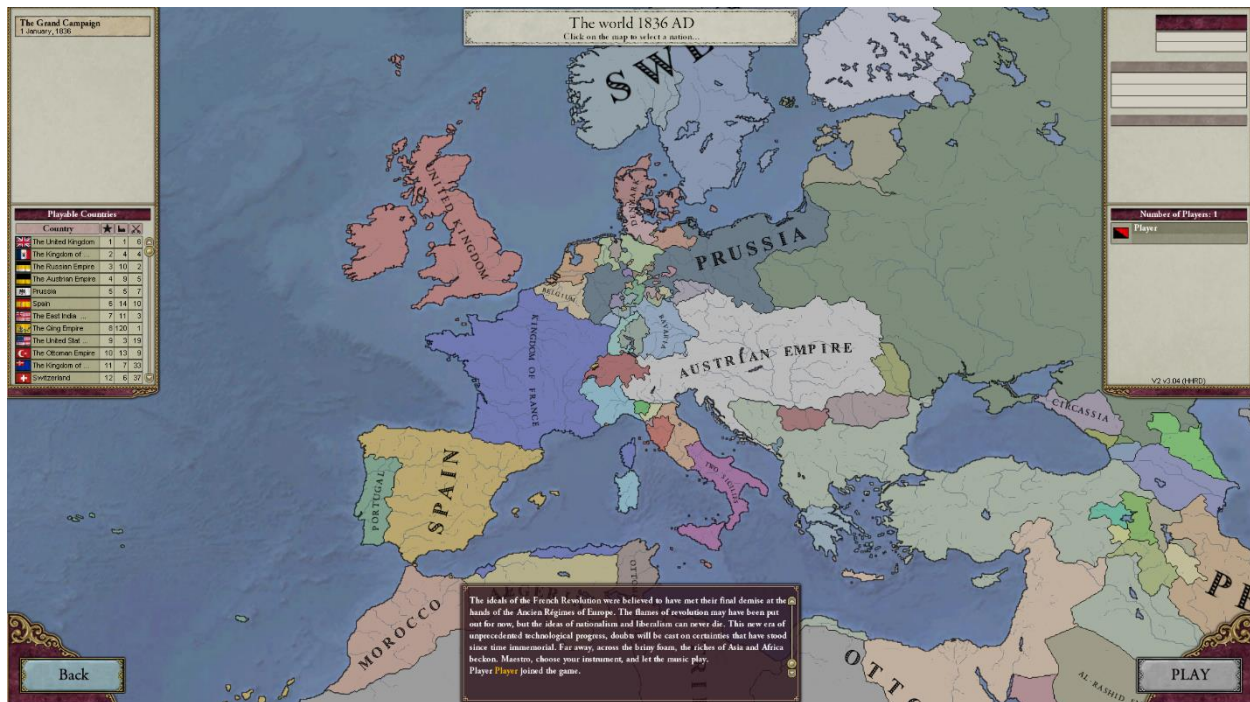 The Grand Campaign
1 January, 1836
The world 1836 AD
Click on the map to select a nation...
Playable Countries
Country
The United Kingdom 1 1 6
The Kingdom of ... 2 4 4
The Russian Empire 3 10 2
The Austrian Empire 4 9 5
Prussia 5 5 7
Spain 6 14 10
The East India ... 7 11 3
The Qing Empire 8 120 1
The United Stat ... 9 3 19
The Ottoman Empire 10 13 9
The Kingdom of ... 11 7 33
Switzerland 12 6 37
Back
SWE
UNITED KINGDOM
DENMARK
PRUSSIA
BELGIUM
BAVARIA
KINGDOM OF FRANCE
AUSTRIAN EMPIRE
CIRCASSIA
PORTUGAL
SPAIN
TWO SICILIES
MOROCCO
OTTO
AL-RASHID
The ideals of the French Revolution were believed to have met their final demise at the
hands of the Ancien Régimes of Europe. The flames of revolution may have been put
out for now, but the ideas of nationalism and liberalism can never die. This new era of
unprecedented technological progress, doubts will be cast on certainties that have stood
since time immemorial. Far away, across the briny foam, the riches of Asia and Africa
beckon. Maestro, choose your instrument, and let the music play.
Player Player joined the game.
Number of Players: 1
Player
V2 v3.04 (HHRD)
PLAY